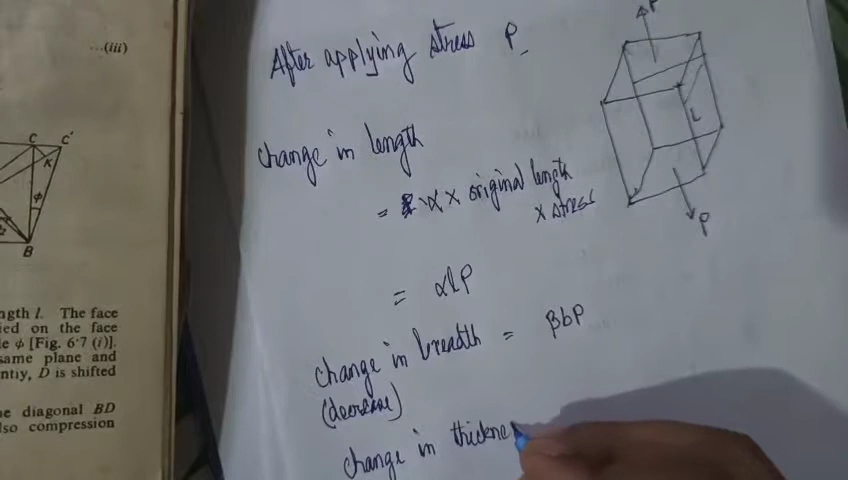 ...(iii)
C C'
K
ϕ
B
ngth l. The face
ied on the face
le ϕ [Fig. 6·7 (i)].
same plane and
ntiy, D is shifted
e diagonal BD
lso compression
After applying stress P
P
L
P
change in length
= α × original length
× stress
= αlP
change in breadth = βbP
(decrease)
change in thickne